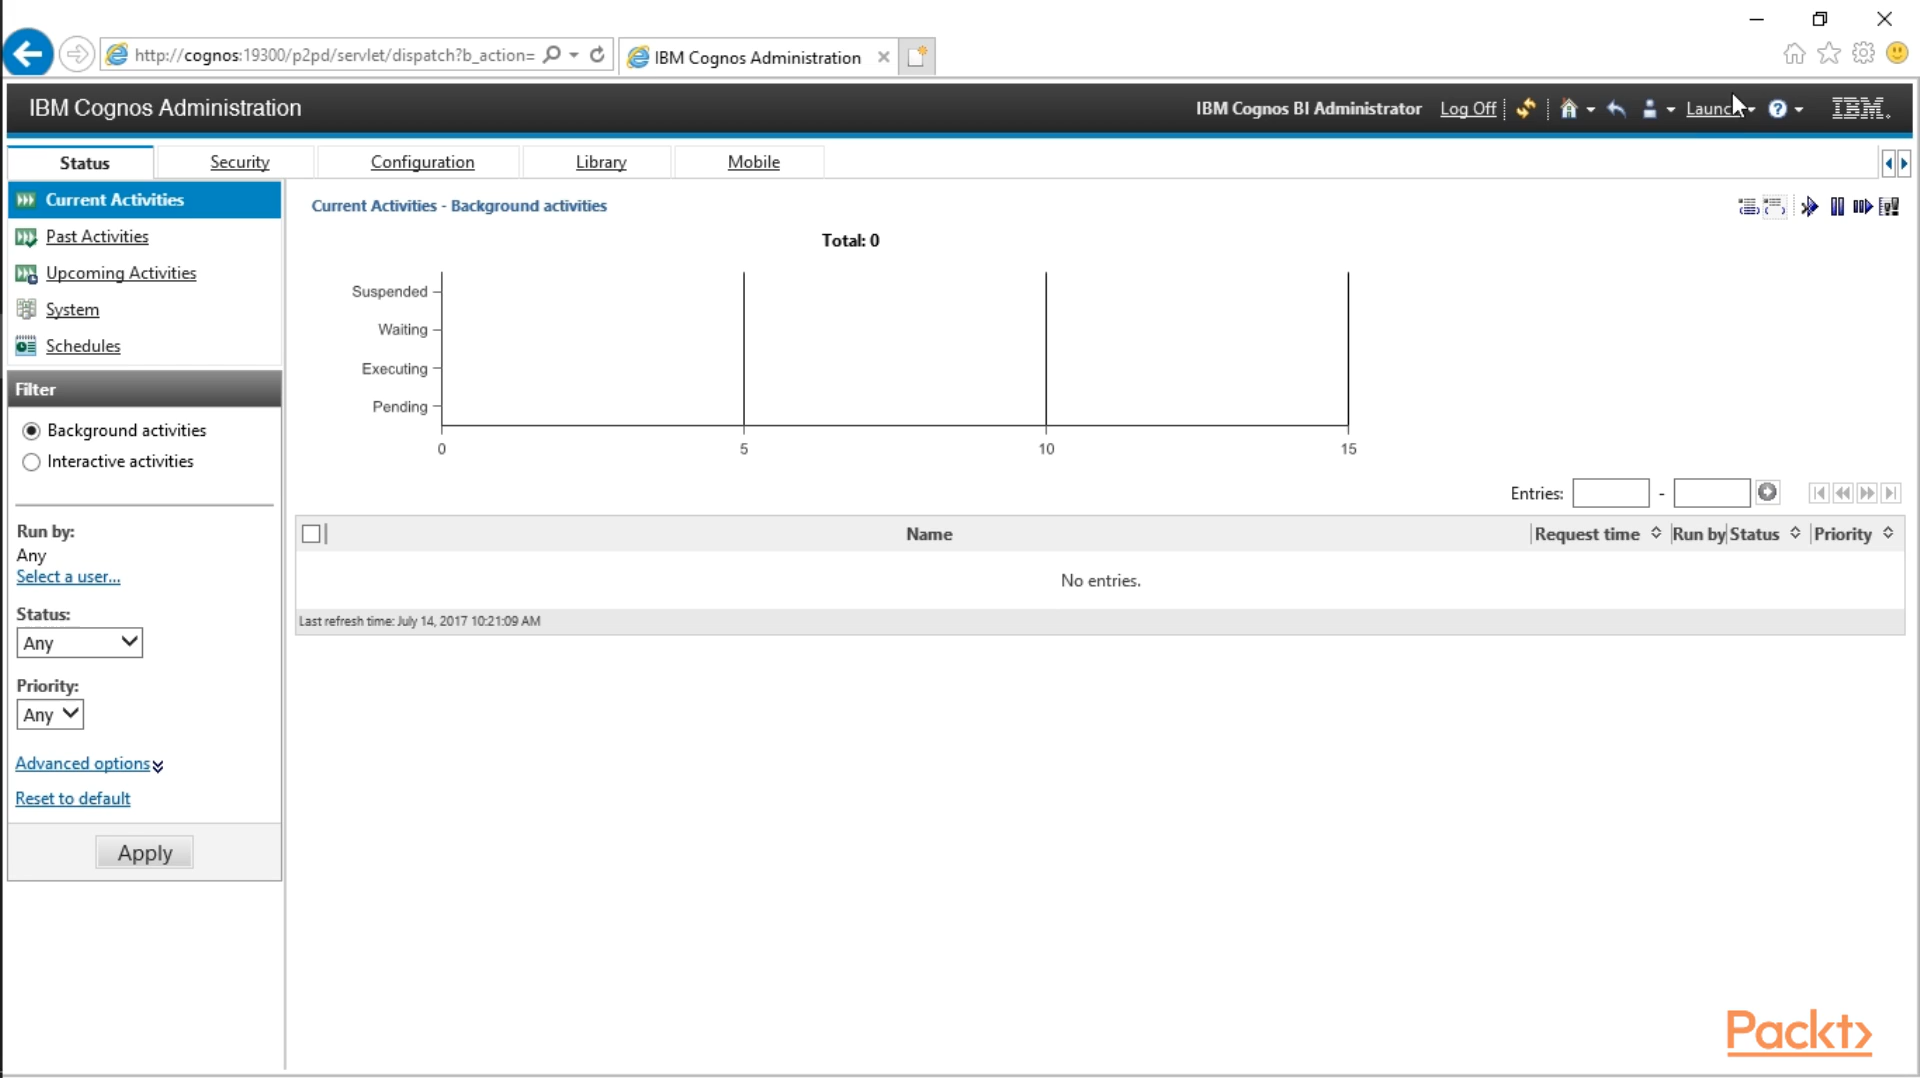 http://cognos:19300/p2pd/servlet/dispatch?b_action=
IBM Cognos Administration
IBM Cognos Administration
IBM Cognos BI Administrator Log Off Launch IBM.
Status Security Configuration Library Mobile
Current Activities
Past Activities
Upcoming Activities
System
Schedules
Filter
Background activities
Interactive activities
Run by:
Any
Select a user...
Status:
Any
Priority:
Any
Advanced options
Reset to default
Apply
Current Activities - Background activities
Total: 0
Suspended
Waiting
Executing
Pending
0 5 10 15
Entries: -
Name Request time Run by Status Priority
No entries.
Last refresh time: July 14, 2017 10:21:09 AM
Packt>